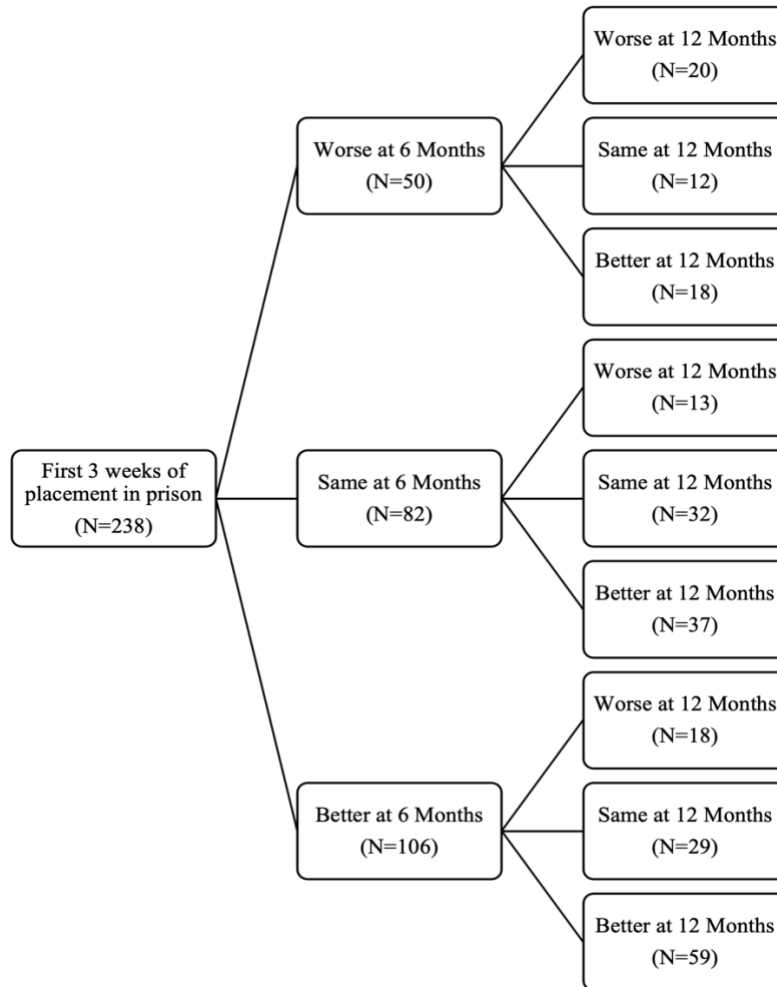 First 3 weeks of
placement in prison
(N=238)
Worse at 6 Months
(N=50)
Worse at 12 Months
(N=20)
Same at 12 Months
(N=12)
Better at 12 Months
(N=18)
Same at 6 Months
(N=82)
Worse at 12 Months
(N=13)
Same at 12 Months
(N=32)
Better at 12 Months
(N=37)
Better at 6 Months
(N=106)
Worse at 12 Months
(N=18)
Same at 12 Months
(N=29)
Better at 12 Months
(N=59)